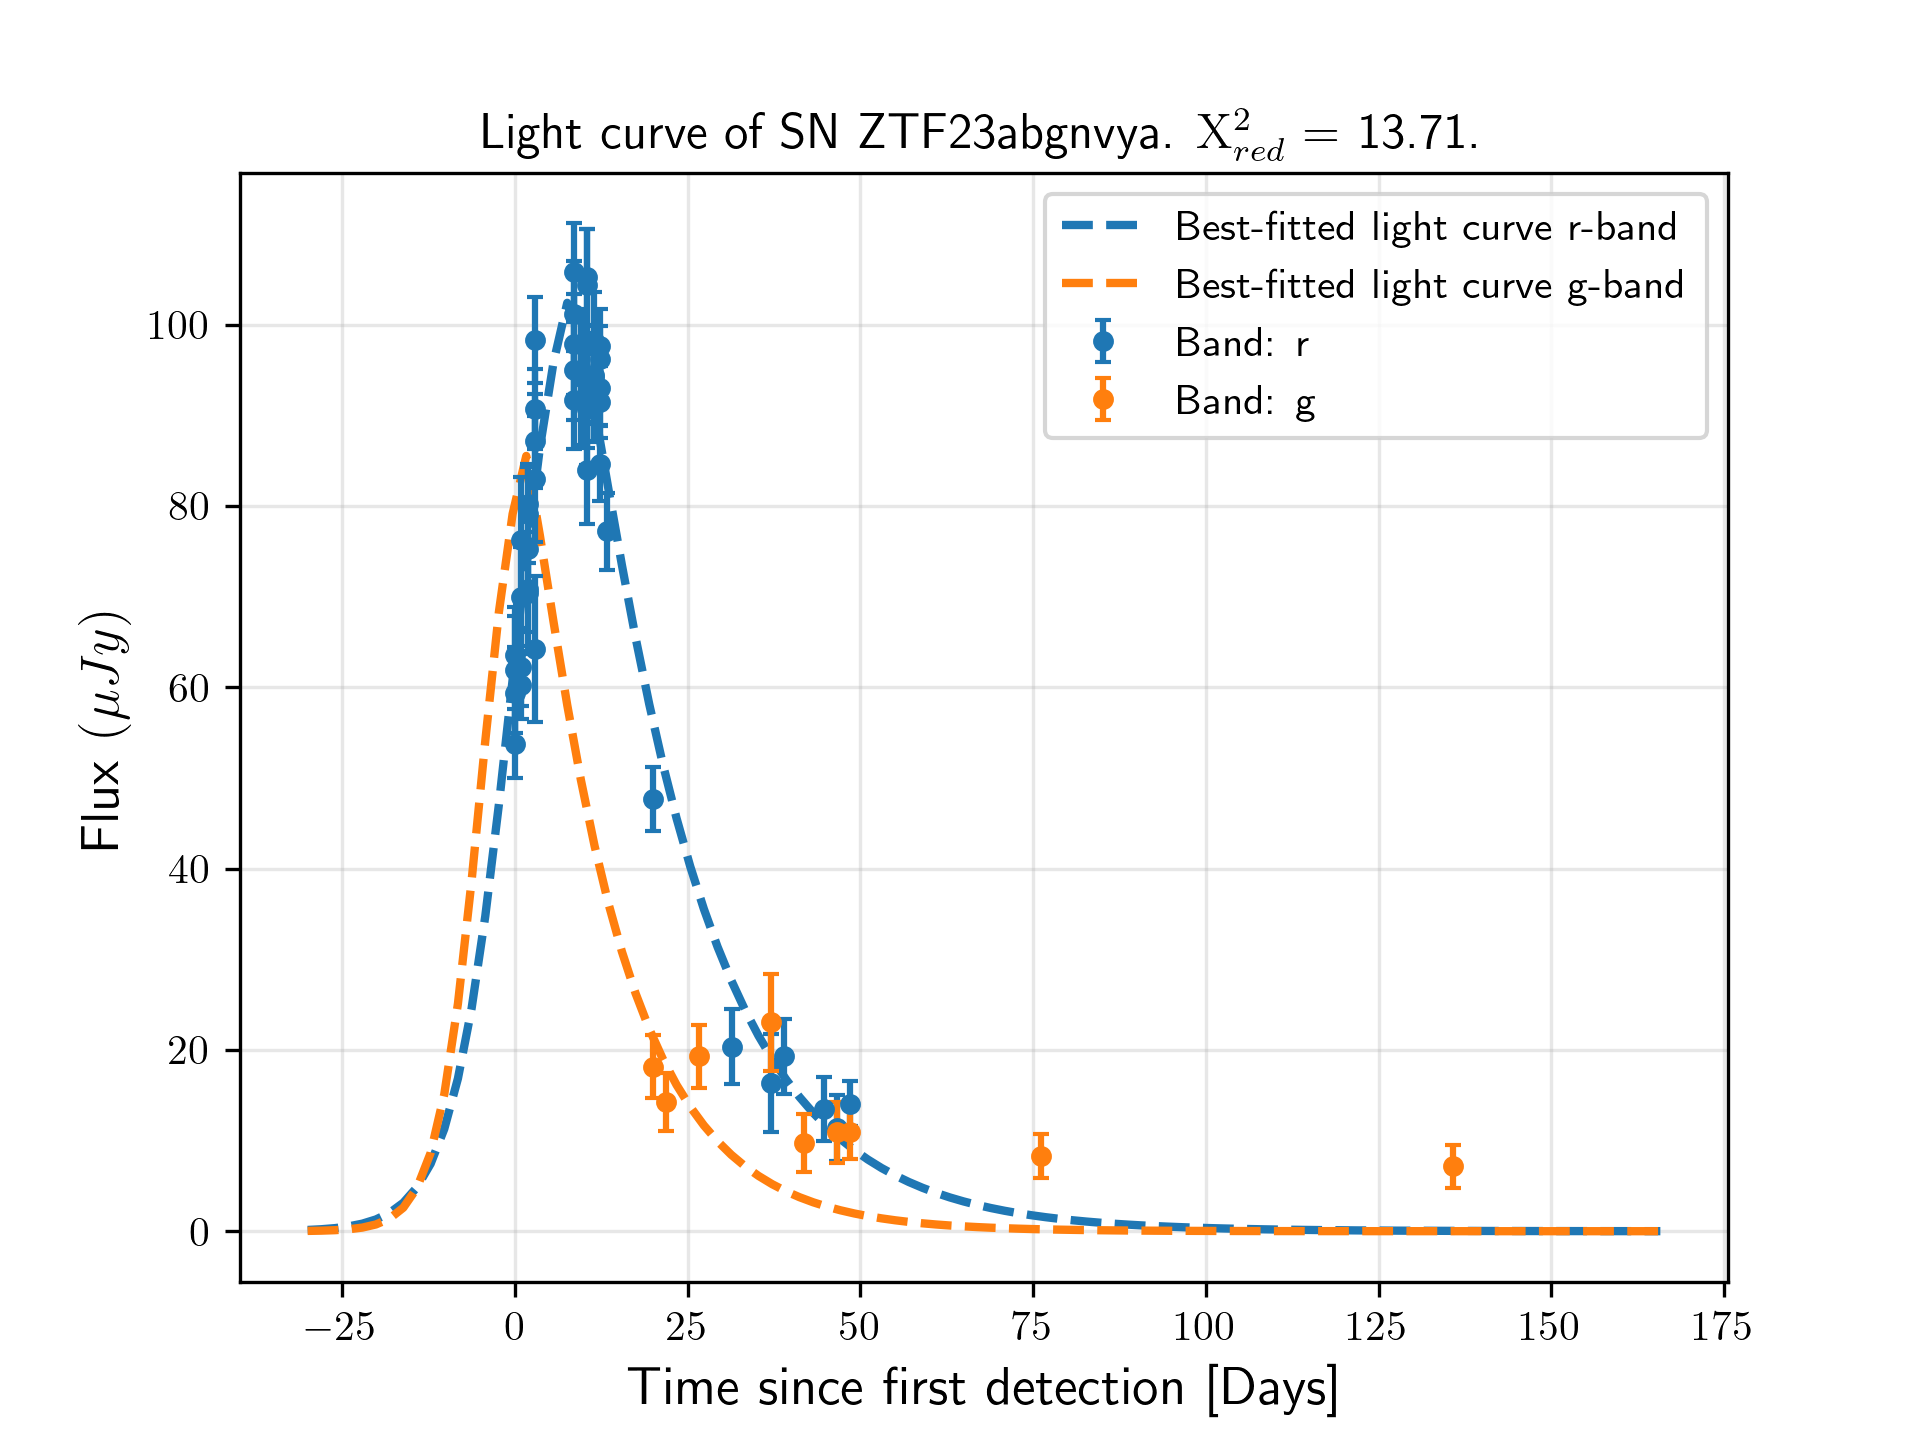 Light curve of SN ZTF23abgnvya. X²red = 13.71.
Best-fitted light curve r-band
Best-fitted light curve g-band
Band: r
Band: g
Flux (μJy)
100
80
60
40
20
0
−25 0 25 50 75 100 125 150 175
Time since first detection [Days]